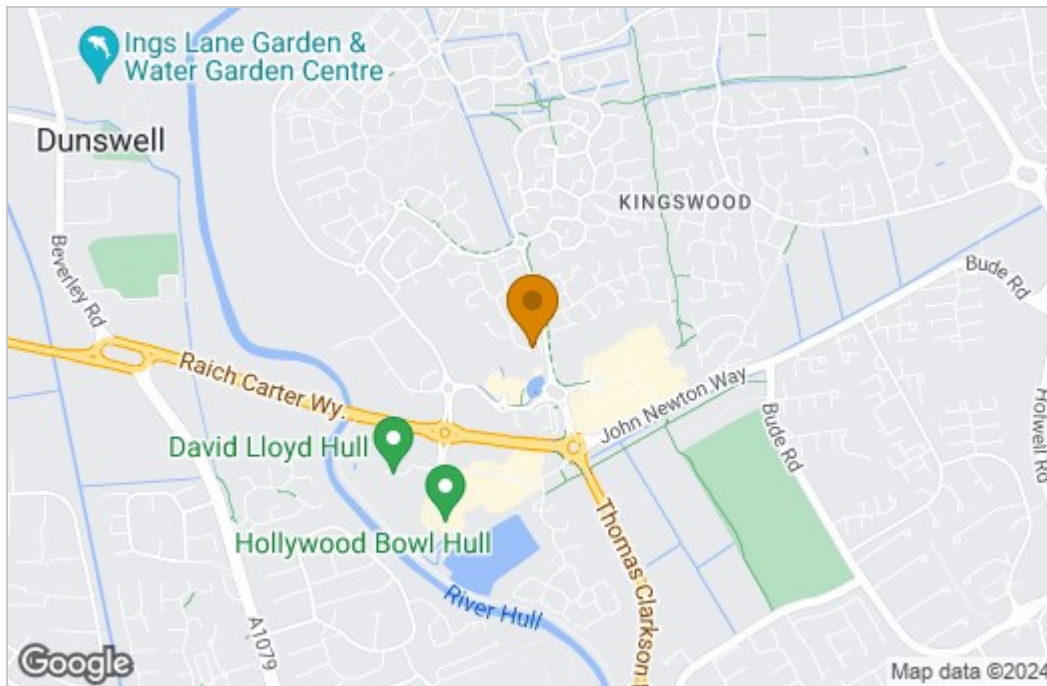 Ings Lane Garden &
Water Garden Centre
Dunswell
KINGSWOOD
Beverley Rd
Bude Rd
Raich Carter Wy.
John Newton Way
Bude Rd
Holwell Rd
David Lloyd Hull
Hollywood Bowl Hull
Thomas Clarkson
River Hull
A1079
Google
Map data ©2024